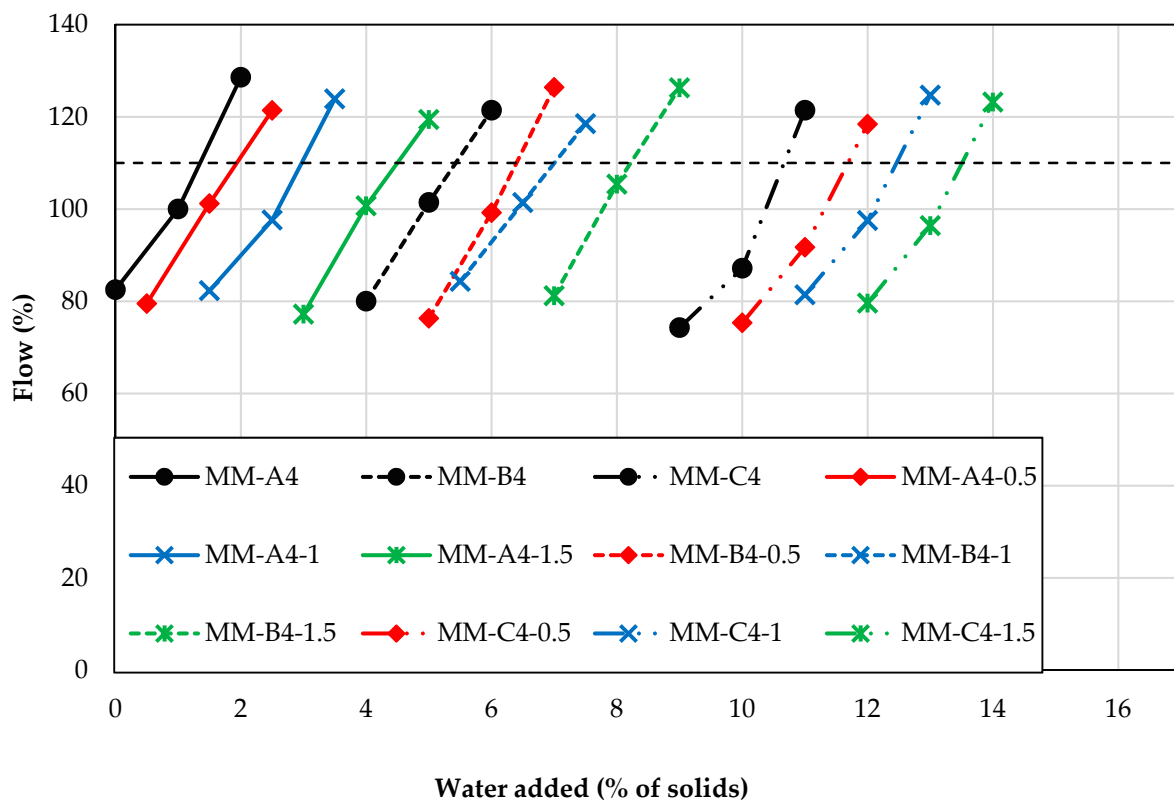 140
120
100
80
60
40
20
0
Flow (%)
MM-A4 MM-B4 MM-C4 MM-A4-0.5
MM-A4-1 MM-A4-1.5 MM-B4-0.5 MM-B4-1
MM-B4-1.5 MM-C4-0.5 MM-C4-1 MM-C4-1.5
0 2 4 6 8 10 12 14 16
Water added (% of solids)